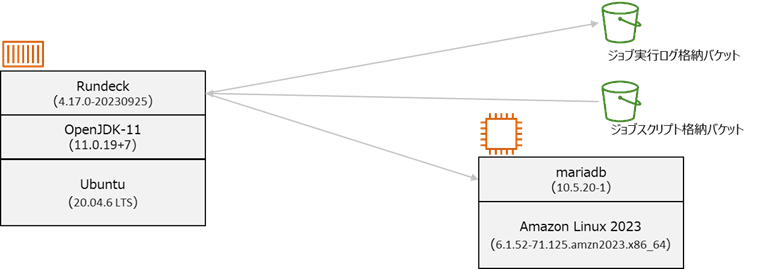 ジョブ実行ログ格納バケット
Rundeck
(4.17.0-20230925)
OpenJDK-11
(11.0.19+7)
Ubuntu
(20.04.6 LTS)
ジョブスクリプト格納バケット
mariadb
(10.5.20-1)
Amazon Linux 2023
(6.1.52-71.125.amzn2023.x86_64)